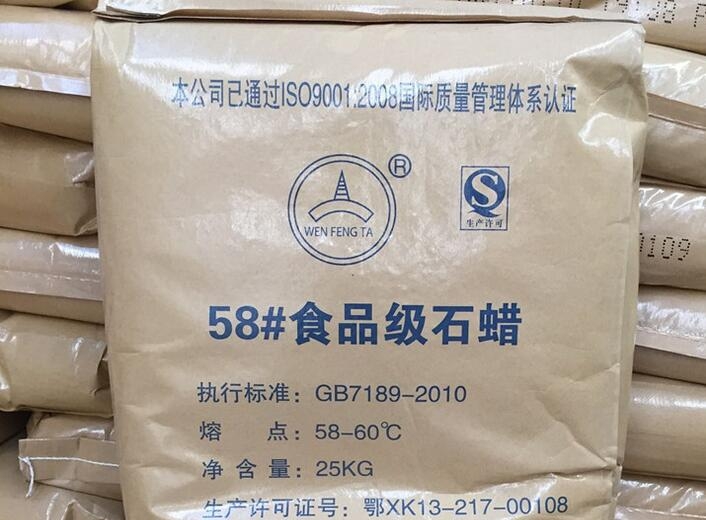 本公司已通过ISO9001:2008国际质量管理体系认证
®
WEN FENG TA
生产许可
58#食品级石蜡
执行标准：GB7189-2010
熔 点：58-60℃
净含量：25KG
生产许可证号：鄂XK13-217-00108
0109